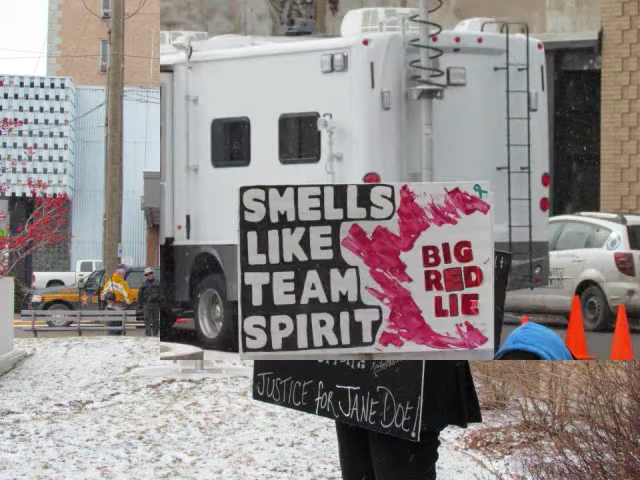 SMELLS
LIKE
TEAM
SPIRIT
BIG
RED
LIE
JUSTICE for JANE DOE!